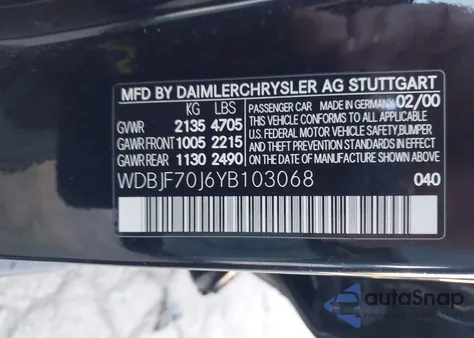 MFD BY DAIMLERCHRYSLER AG STUTTGART
KG LBS
GVWR 2135 4705
GAWR FRONT 1005 2215
GAWR REAR 1130 2490
PASSENGER CAR MADE IN GERMANY 02/00
THIS VEHICLE CONFORMS TO ALL APPLICABLE
U.S. FEDERAL MOTOR VEHICLE SAFETY, BUMPER
AND THEFT PREVENTION STANDARDS IN EFFECT
ON THE DATE OF MANUFACTURE SHOWN ABOVE
WDBJF70J6YB103068 040
autoSnap